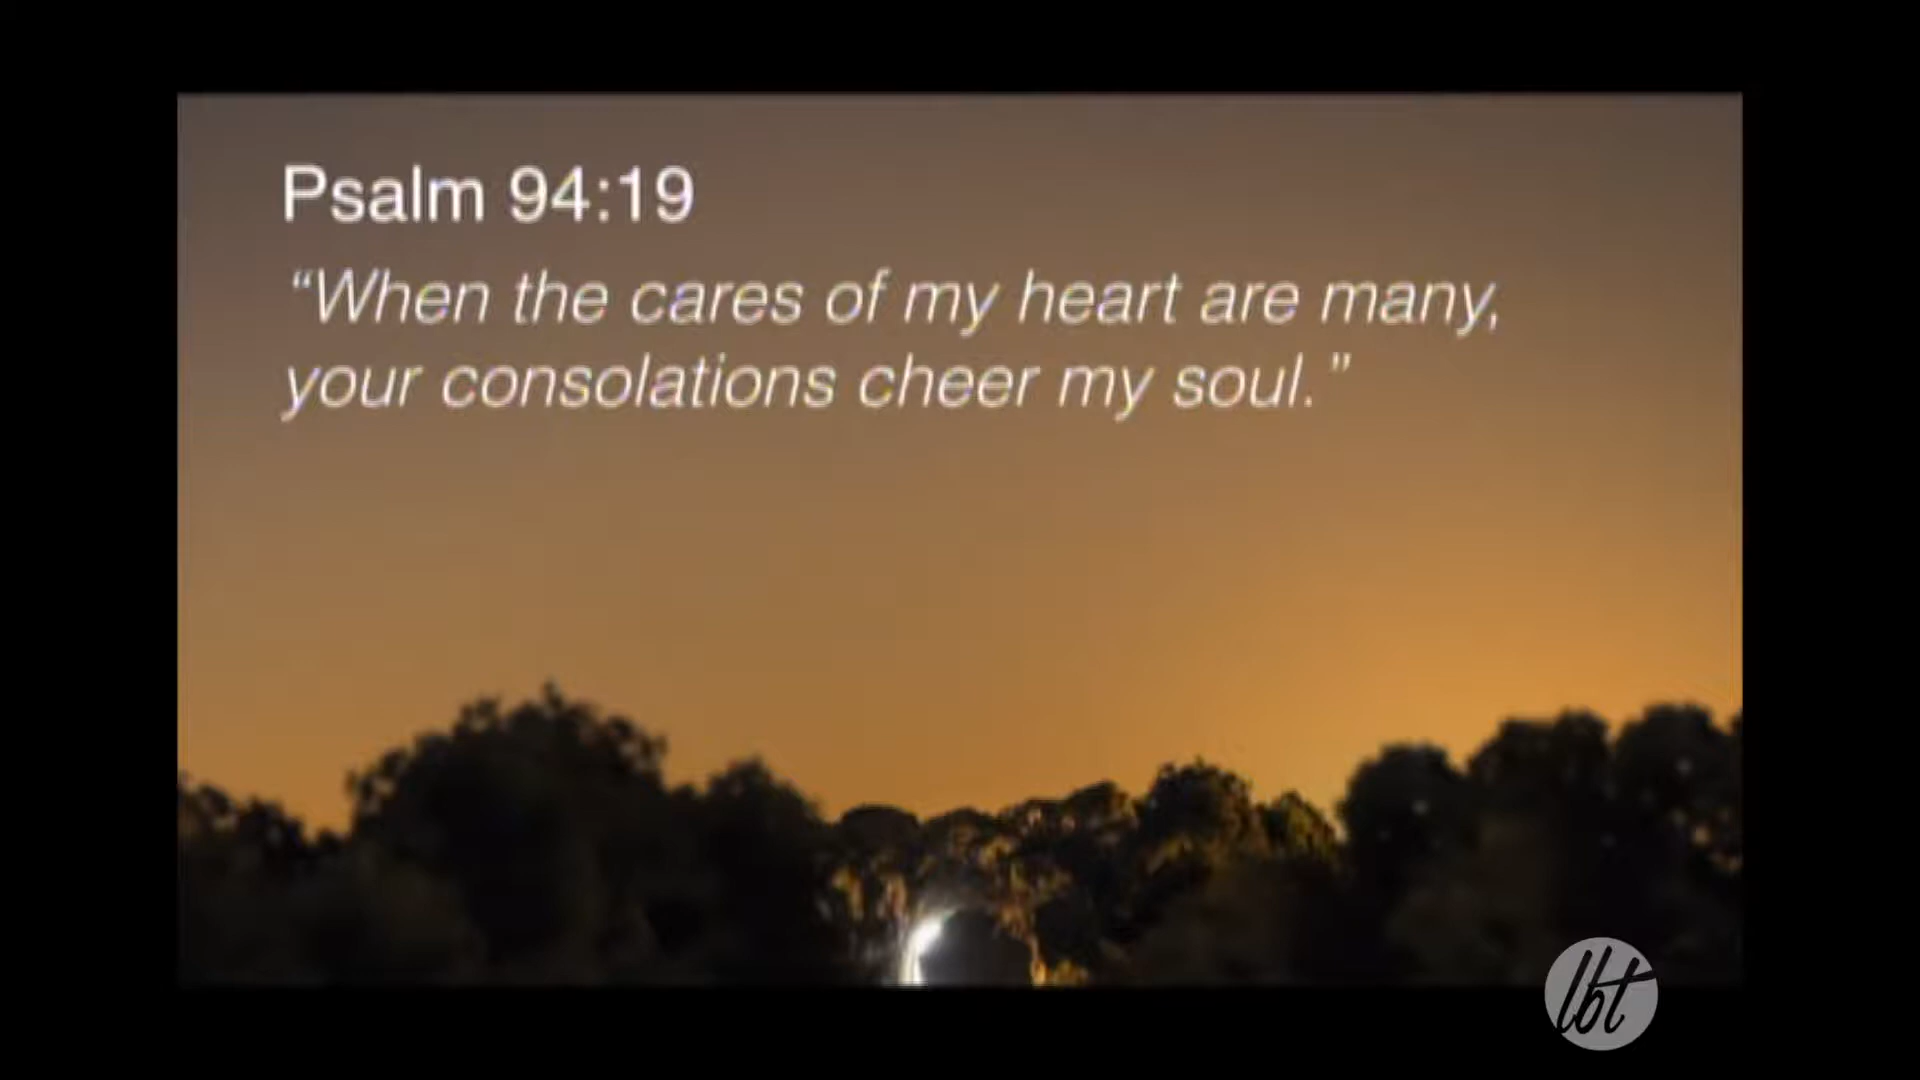 Psalm 94:19
“When the cares of my heart are many,
your consolations cheer my soul.”
lbt